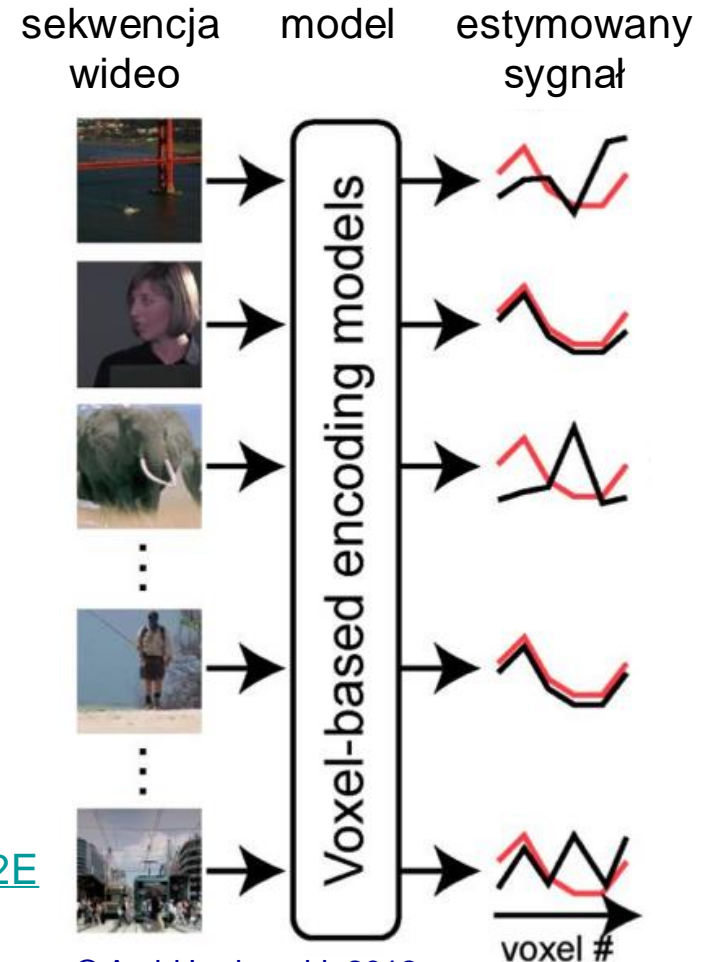 sekwencja model estymowany
wideo sygnał
Voxel-based encoding models
2E
voxel #